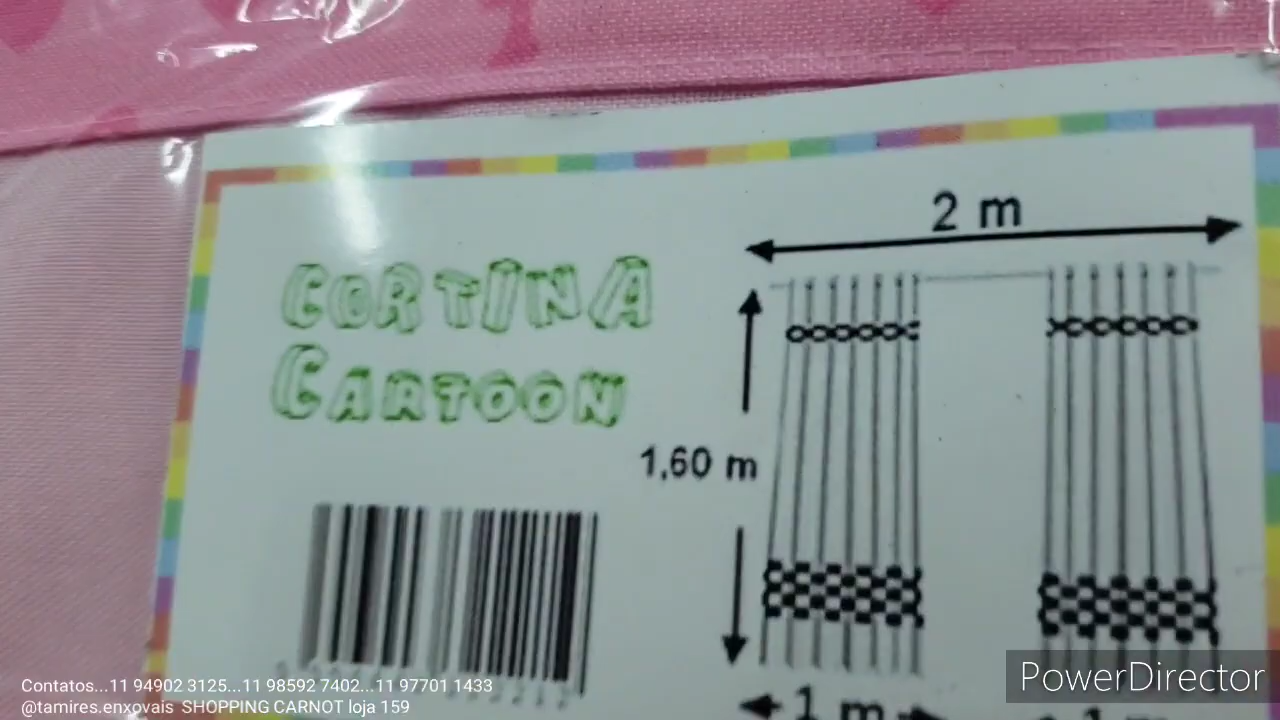 2 m
CORTINA
CARTOON
1,60 m
1 m
Contatos...11 94902 3125...11 98592 7402...11 97701 1433
@tamires.enxovais SHOPPING CARNOT loja 159
PowerDirector